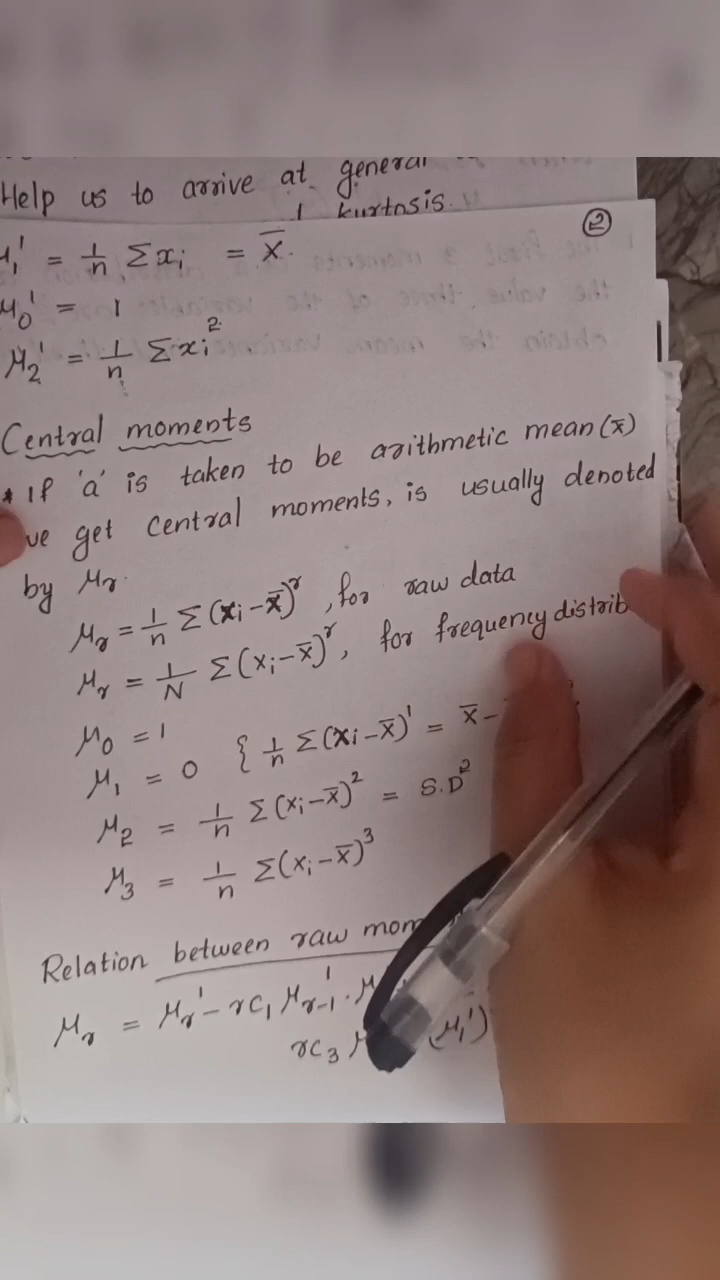 Help us to arrive at general
kurtosis.
②
μ₁' = 1/n Σxᵢ = x̄.
μ₀' = 1
μ₂' = 1/n Σxᵢ²
Central moments
* If 'a' is taken to be arithmetic mean (x̄)
we get central moments, is usually denoted
by μᵣ.
μᵣ = 1/n Σ(xᵢ-x̄)ʳ, for raw data
μᵣ = 1/N Σ(xᵢ-x̄)ʳ, for frequency distrib
μ₀ = 1
μ₁ = 0 { 1/n Σ(xᵢ-x̄)¹ = x̄-
μ₂ = 1/n Σ(xᵢ-x̄)² = S.D²
μ₃ = 1/n Σ(xᵢ-x̄)³
Relation between raw mom
μᵣ = μᵣ' - rc₁ μᵣ₋₁' . μ
rc₃ μ (μ₁')